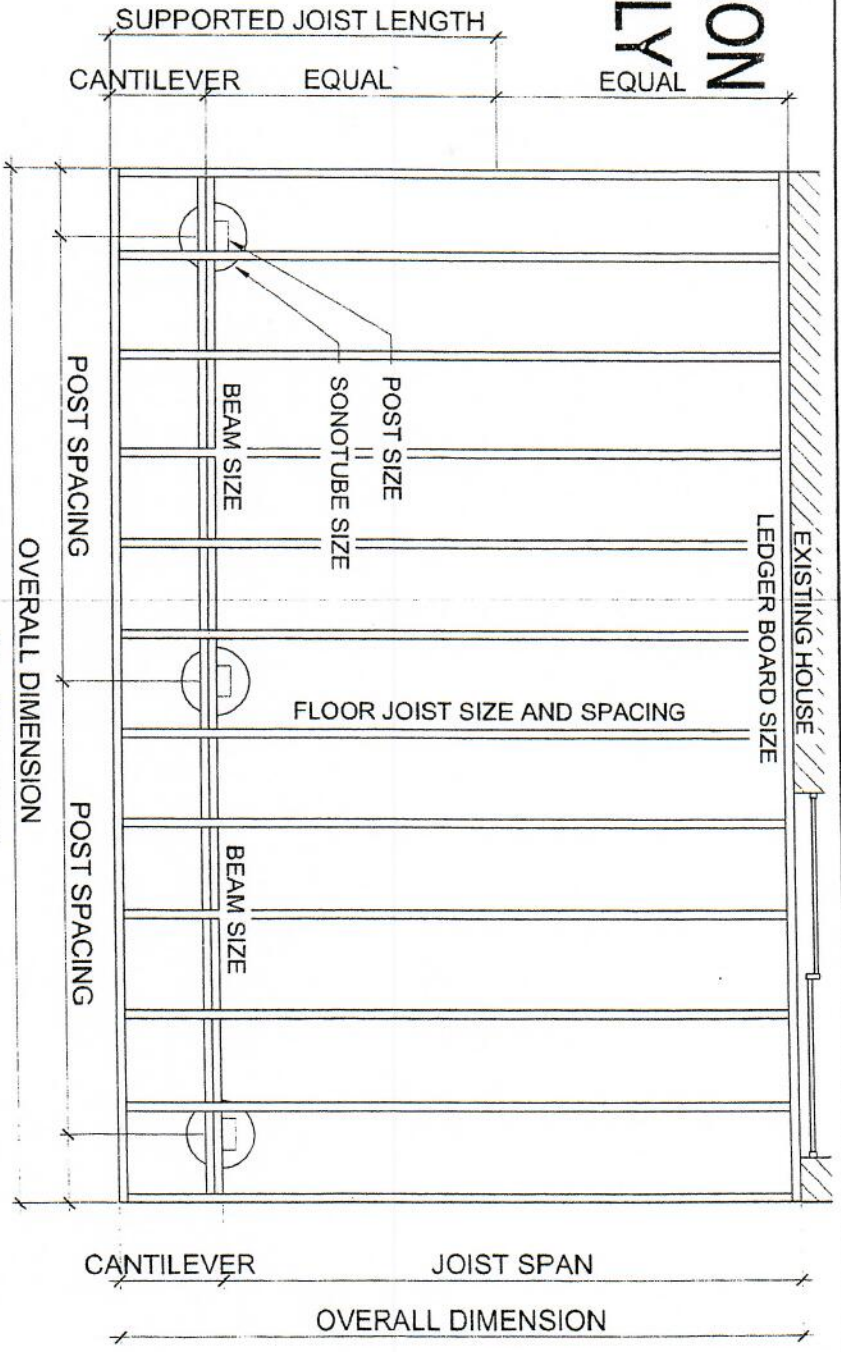 SUPPORTED JOIST LENGTH
ON
LY
CANTILEVER
EQUAL
EQUAL
POST SPACING
POST SPACING
OVERALL DIMENSION
BEAM SIZE
BEAM SIZE
SONOTUBE SIZE
POST SIZE
FLOOR JOIST SIZE AND SPACING
LEDGER BOARD SIZE
EXISTING HOUSE
CANTILEVER
JOIST SPAN
OVERALL DIMENSION